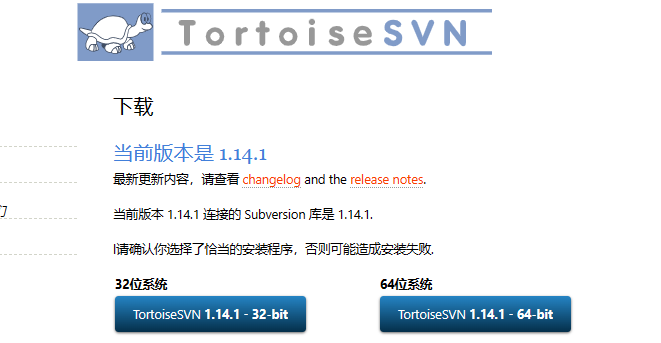 TortoiseSVN
下载
当前版本是 1.14.1
最新更新内容，请查看 changelog and the release notes.
当前版本 1.14.1 连接的 Subversion 库是 1.14.1.
们
I请确认你选择了恰当的安装程序，否则可能造成安装失败.
32位系统
64位系统
TortoiseSVN 1.14.1 - 32-bit
TortoiseSVN 1.14.1 - 64-bit